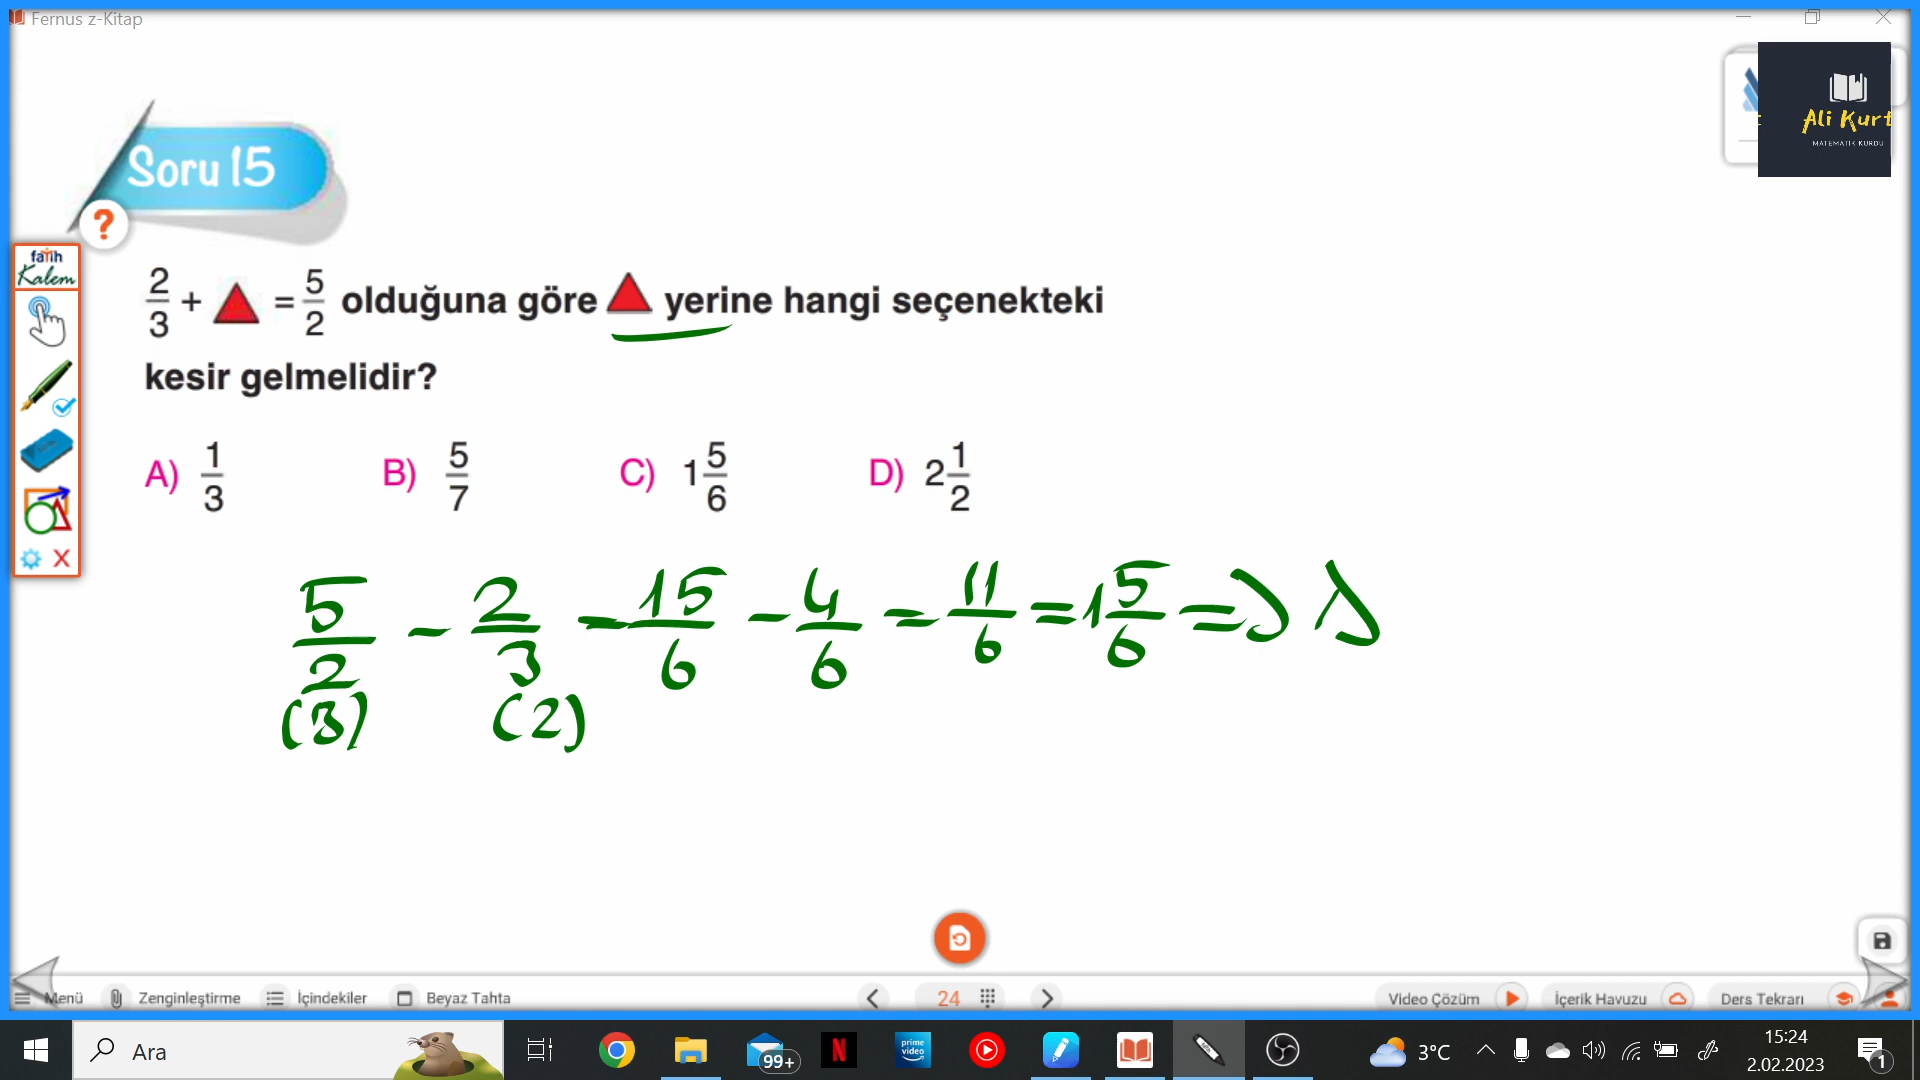 Fernus z-Kitap
Ali Kurt
MATEMATİK KURDU
Soru 15
?
fatih
Kalem
2/3 + ▲ = 5/2 olduğuna göre ▲ yerine hangi seçenekteki
kesir gelmelidir?
A) 1/3 B) 5/7 C) 1 5/6 D) 2 1/2
5/2 - 2/3 = 15/6 - 4/6 = 11/6 = 1 5/6 =>
(3) (2)
Menü Zenginleştirme İçindekiler Beyaz Tahta 24 Video Çözüm İçerik Havuzu Ders Tekrarı
Ara 99+ N prime video 3°C 15:24
2.02.2023 1